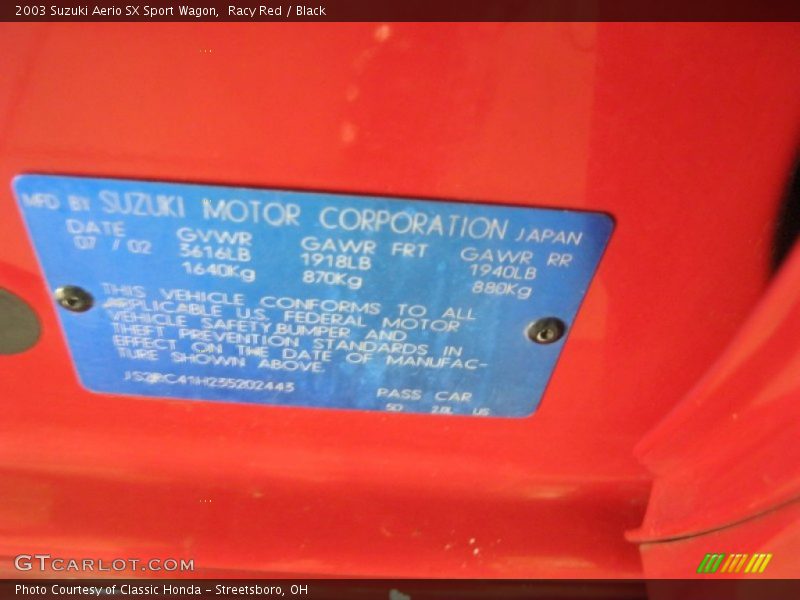 2003 Suzuki Aerio SX Sport Wagon, Racy Red / Black
MFD BY SUZUKI MOTOR CORPORATION JAPAN
DATE GVWR GAWR FRT GAWR RR
07 / 02 3616LB 1918LB 1940LB
1640Kg 870Kg 880Kg
THIS VEHICLE CONFORMS TO ALL
APPLICABLE U.S. FEDERAL MOTOR
VEHICLE SAFETY BUMPER AND
THEFT PREVENTION STANDARDS IN
EFFECT ON THE DATE OF MANUFAC-
TURE SHOWN ABOVE
PASS CAR
5D 2.0L US
GTCARLOT.COM
Photo Courtesy of Classic Honda - Streetsboro, OH